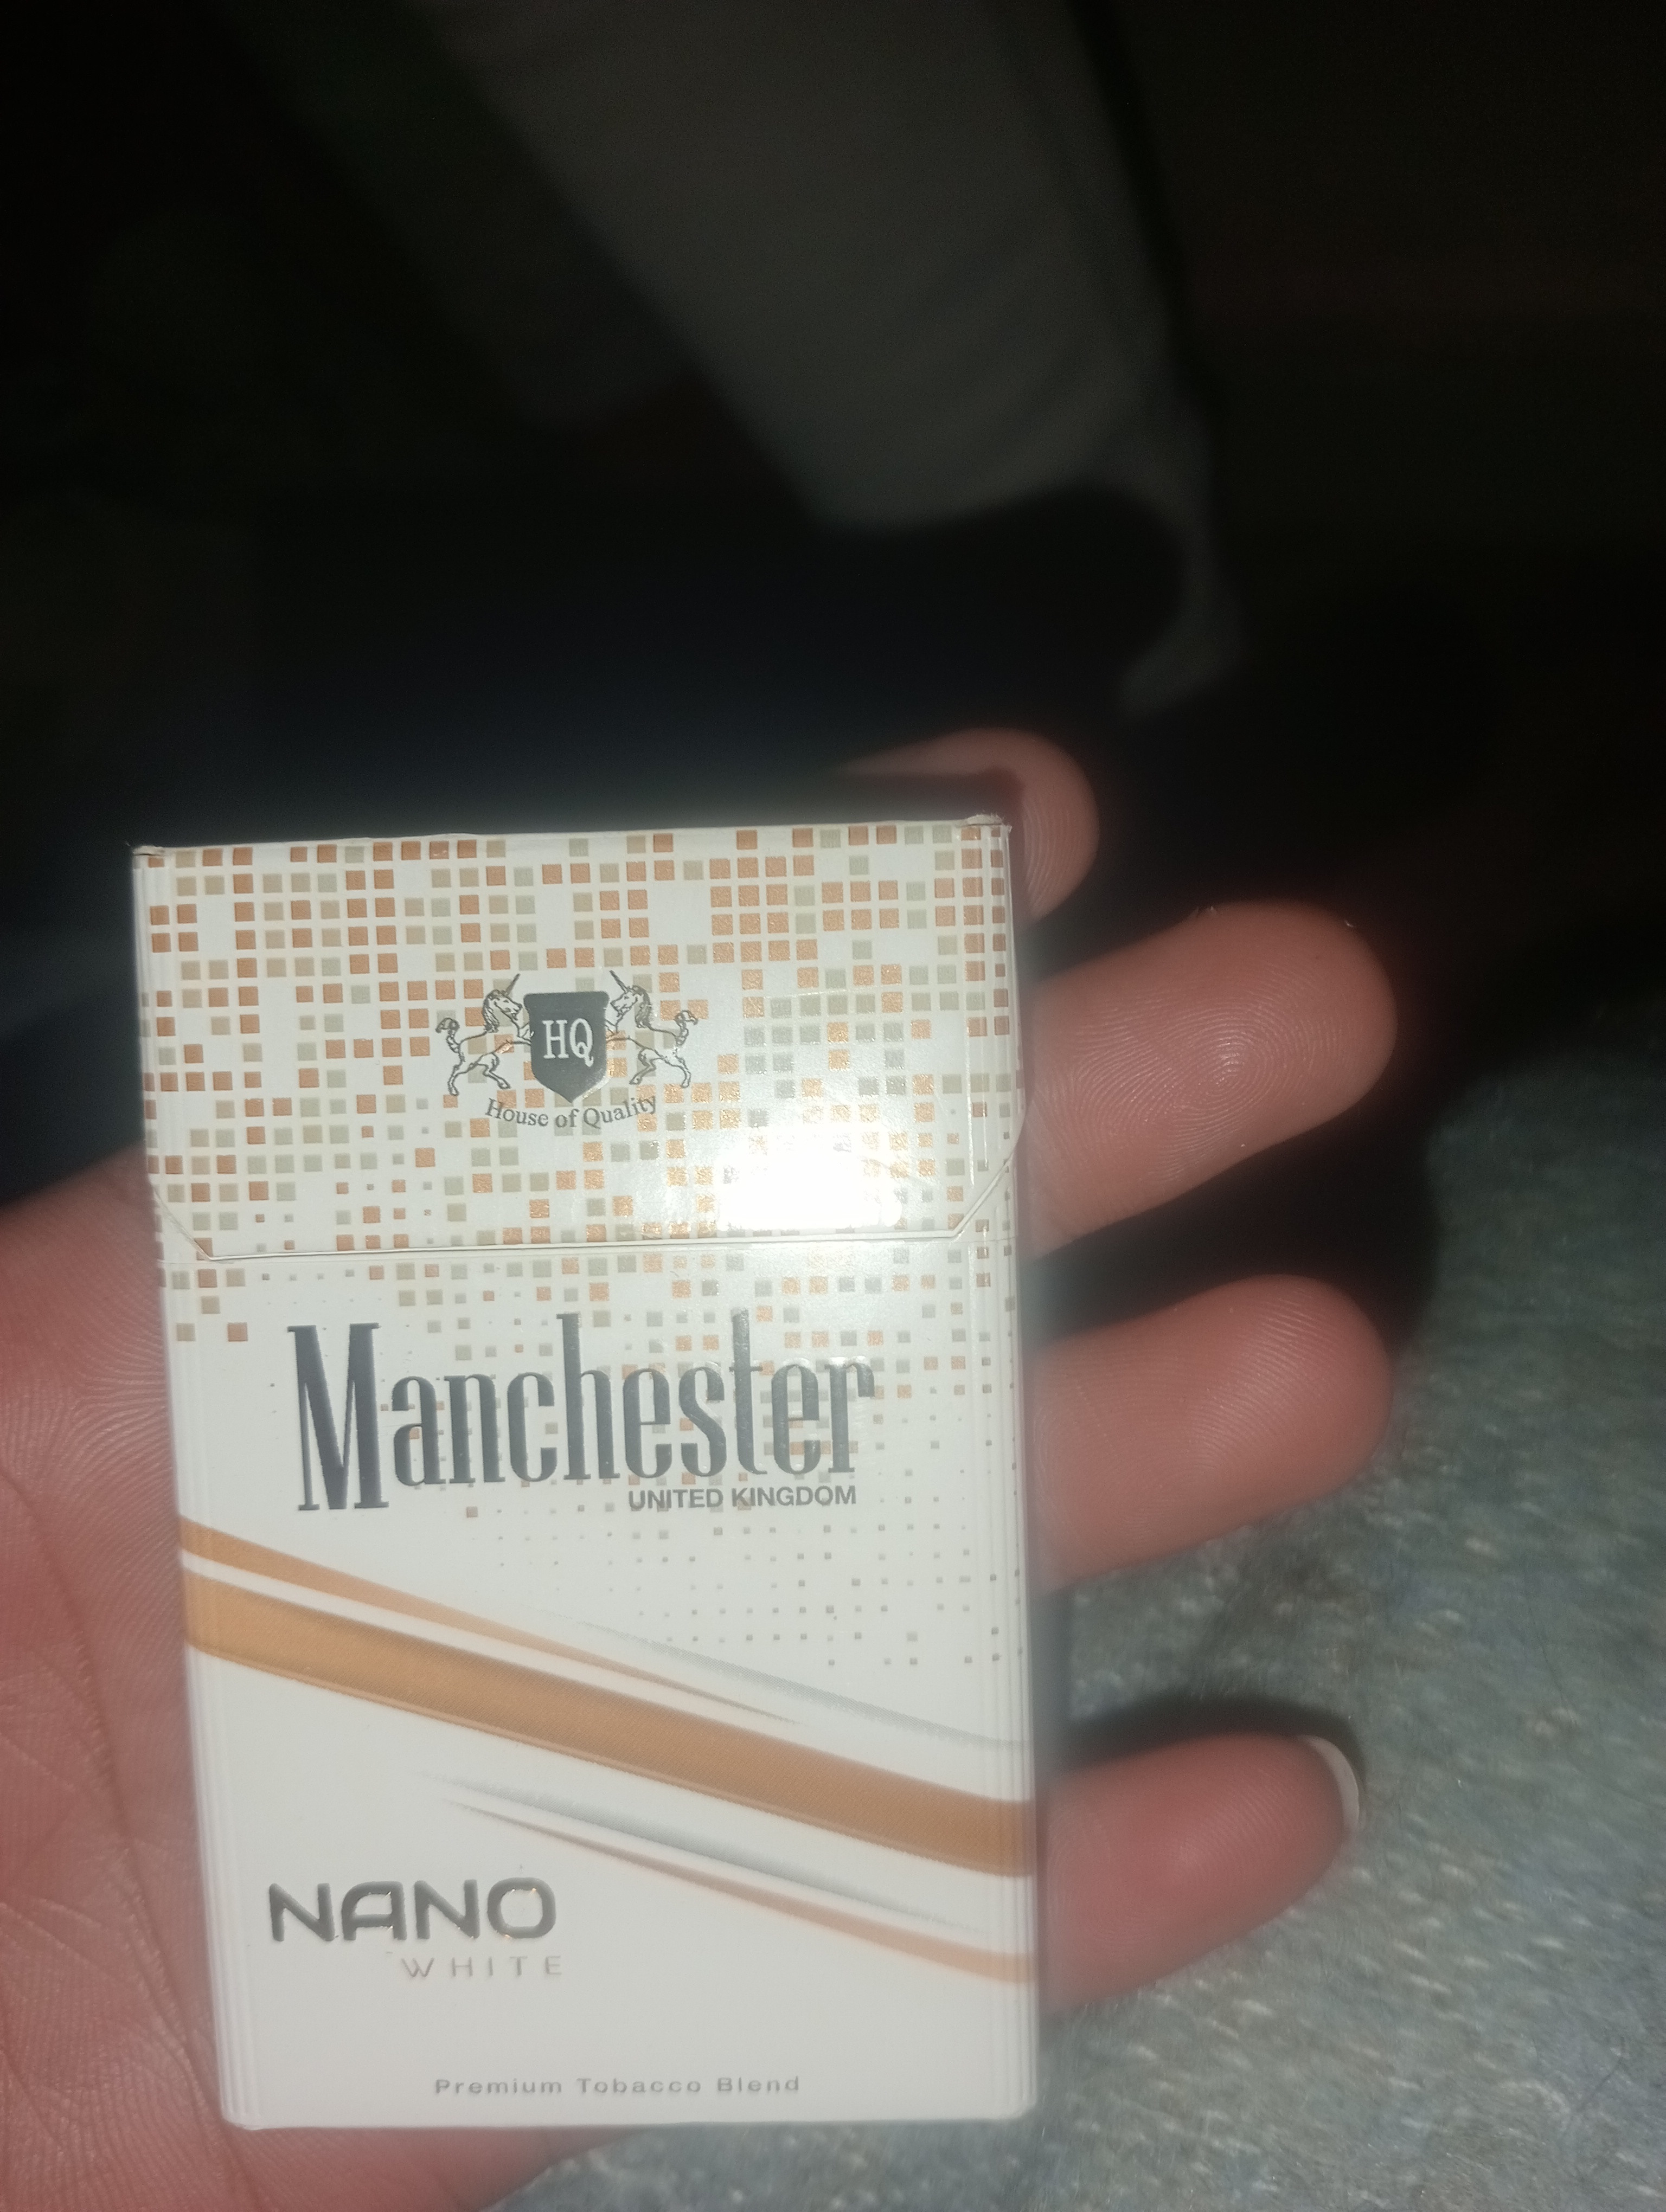 HQ
House of Quality
Manchester
UNITED KINGDOM
NANO
WHITE
Premium Tobacco Blend